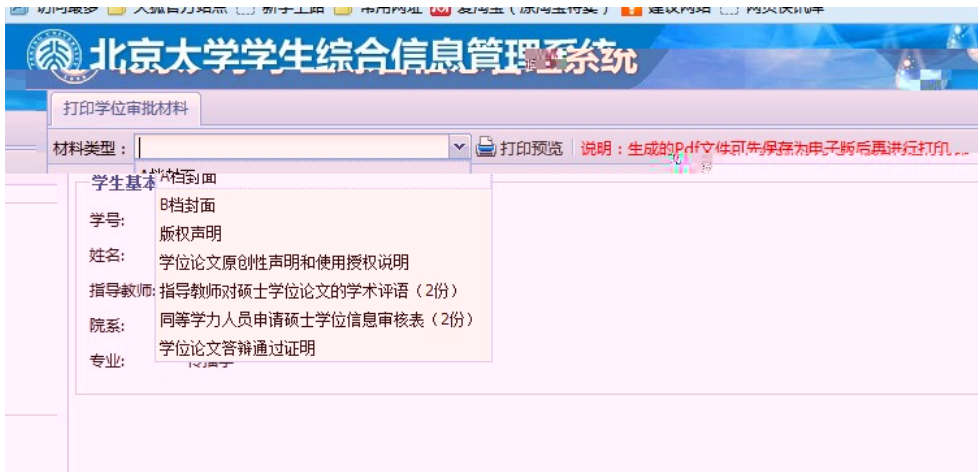 北京大学学生综合信息管理系统
打印学位审批材料
材料类型： 打印预览 说明：生成的Pdf文件可先保存为电子版后再进行打印
学生基本
A档封面
B档封面
学号:
版权声明
姓名:
学位论文原创性声明和使用授权说明
指导教师:
指导教师对硕士学位论文的学术评语（2份）
院系:
同等学力人员申请硕士学位信息审核表（2份）
学位论文答辩通过证明
专业: